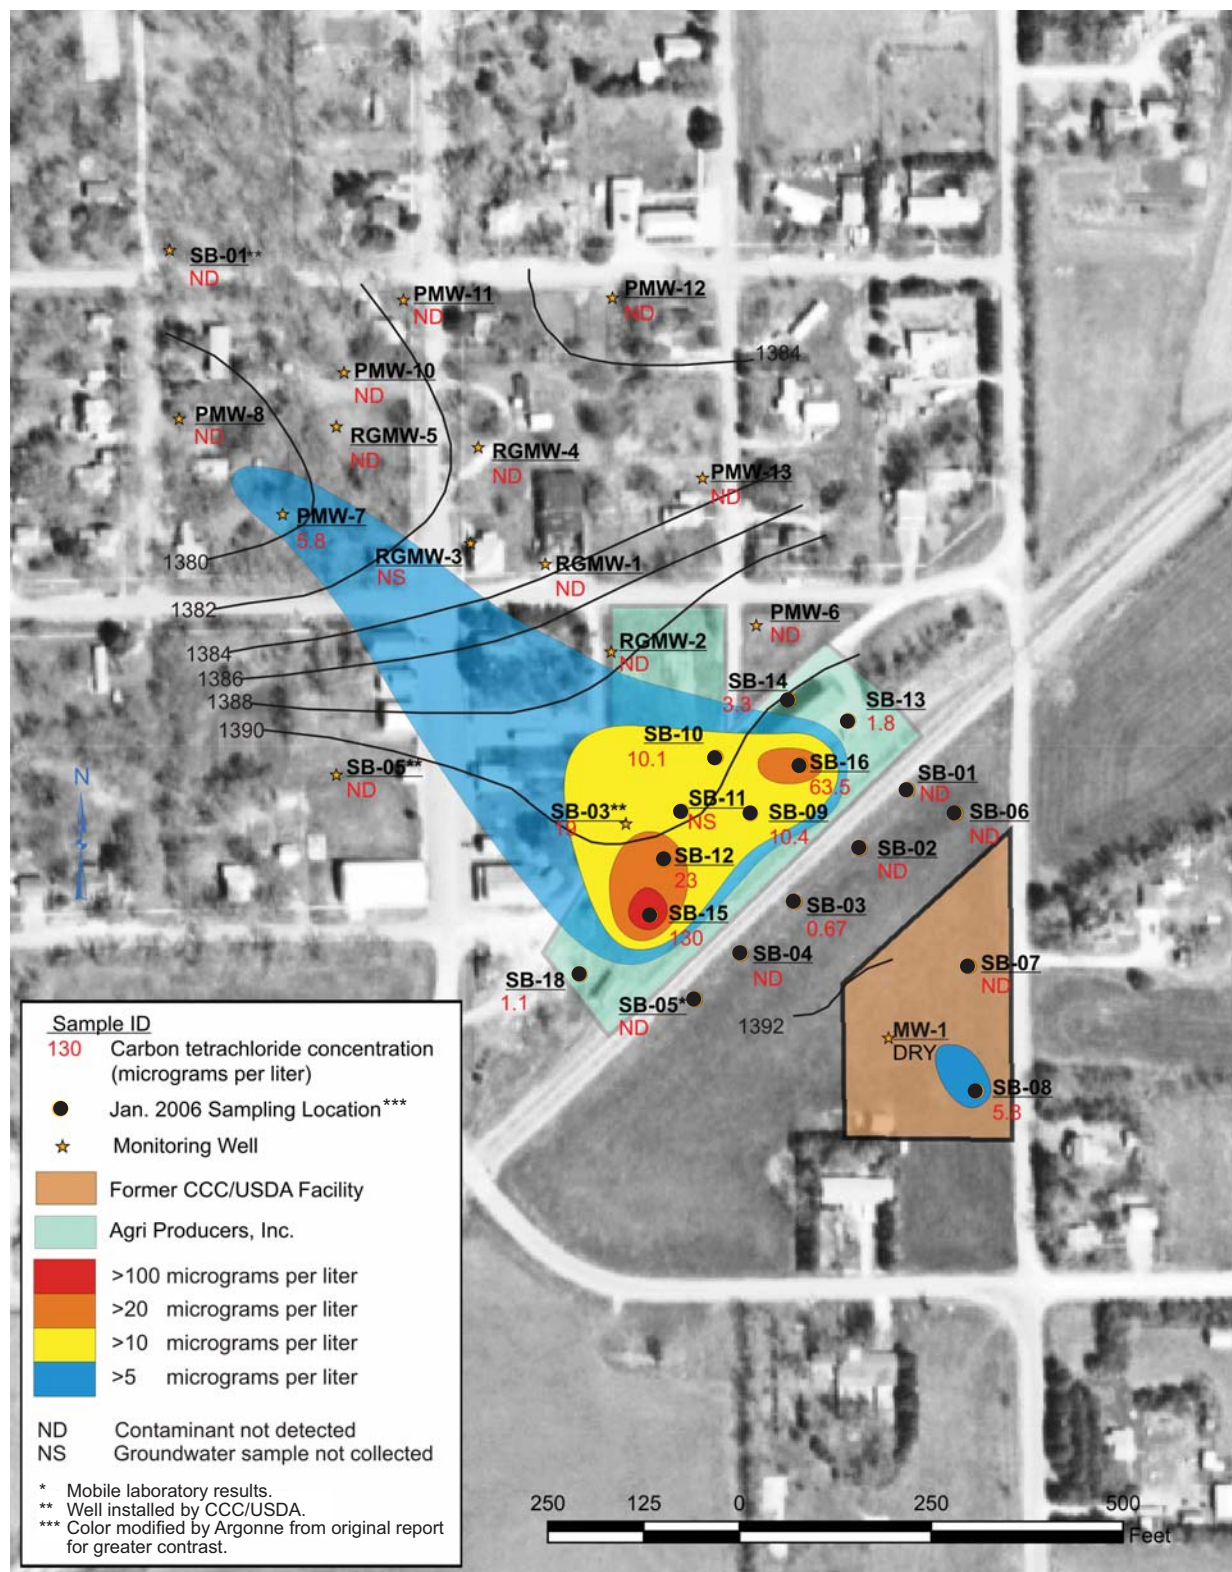 SB-01**
ND
PMW-11
ND
PMW-12
ND
1384
PMW-10
ND
PMW-8
ND
RGMW-5
ND
RGMW-4
ND
PMW-13
ND
PMW-7
5.8
1380
RGMW-3
NS
RGMW-1
ND
1382
PMW-6
ND
1384
RGMW-2
ND
1386
1388
SB-14
3.3
SB-13
1.8
1390
SB-10
10.1
SB-16
63.5
N
SB-05**
ND
SB-01
ND
SB-03**
19
SB-11
NS
SB-09
10.4
SB-06
ND
SB-02
ND
SB-12
23
SB-15
130
SB-03
0.67
SB-04
ND
SB-07
ND
SB-18
1.1
SB-05*
ND
1392
MW-1
DRY
SB-08
5.8
Sample ID
130 Carbon tetrachloride concentration
(micrograms per liter)
Jan. 2006 Sampling Location***
Monitoring Well
Former CCC/USDA Facility
Agri Producers, Inc.
>100 micrograms per liter
>20 micrograms per liter
>10 micrograms per liter
>5 micrograms per liter
ND Contaminant not detected
NS Groundwater sample not collected
* Mobile laboratory results.
** Well installed by CCC/USDA.
*** Color modified by Argonne from original report
for greater contrast.
250 125 0 250 500
Feet